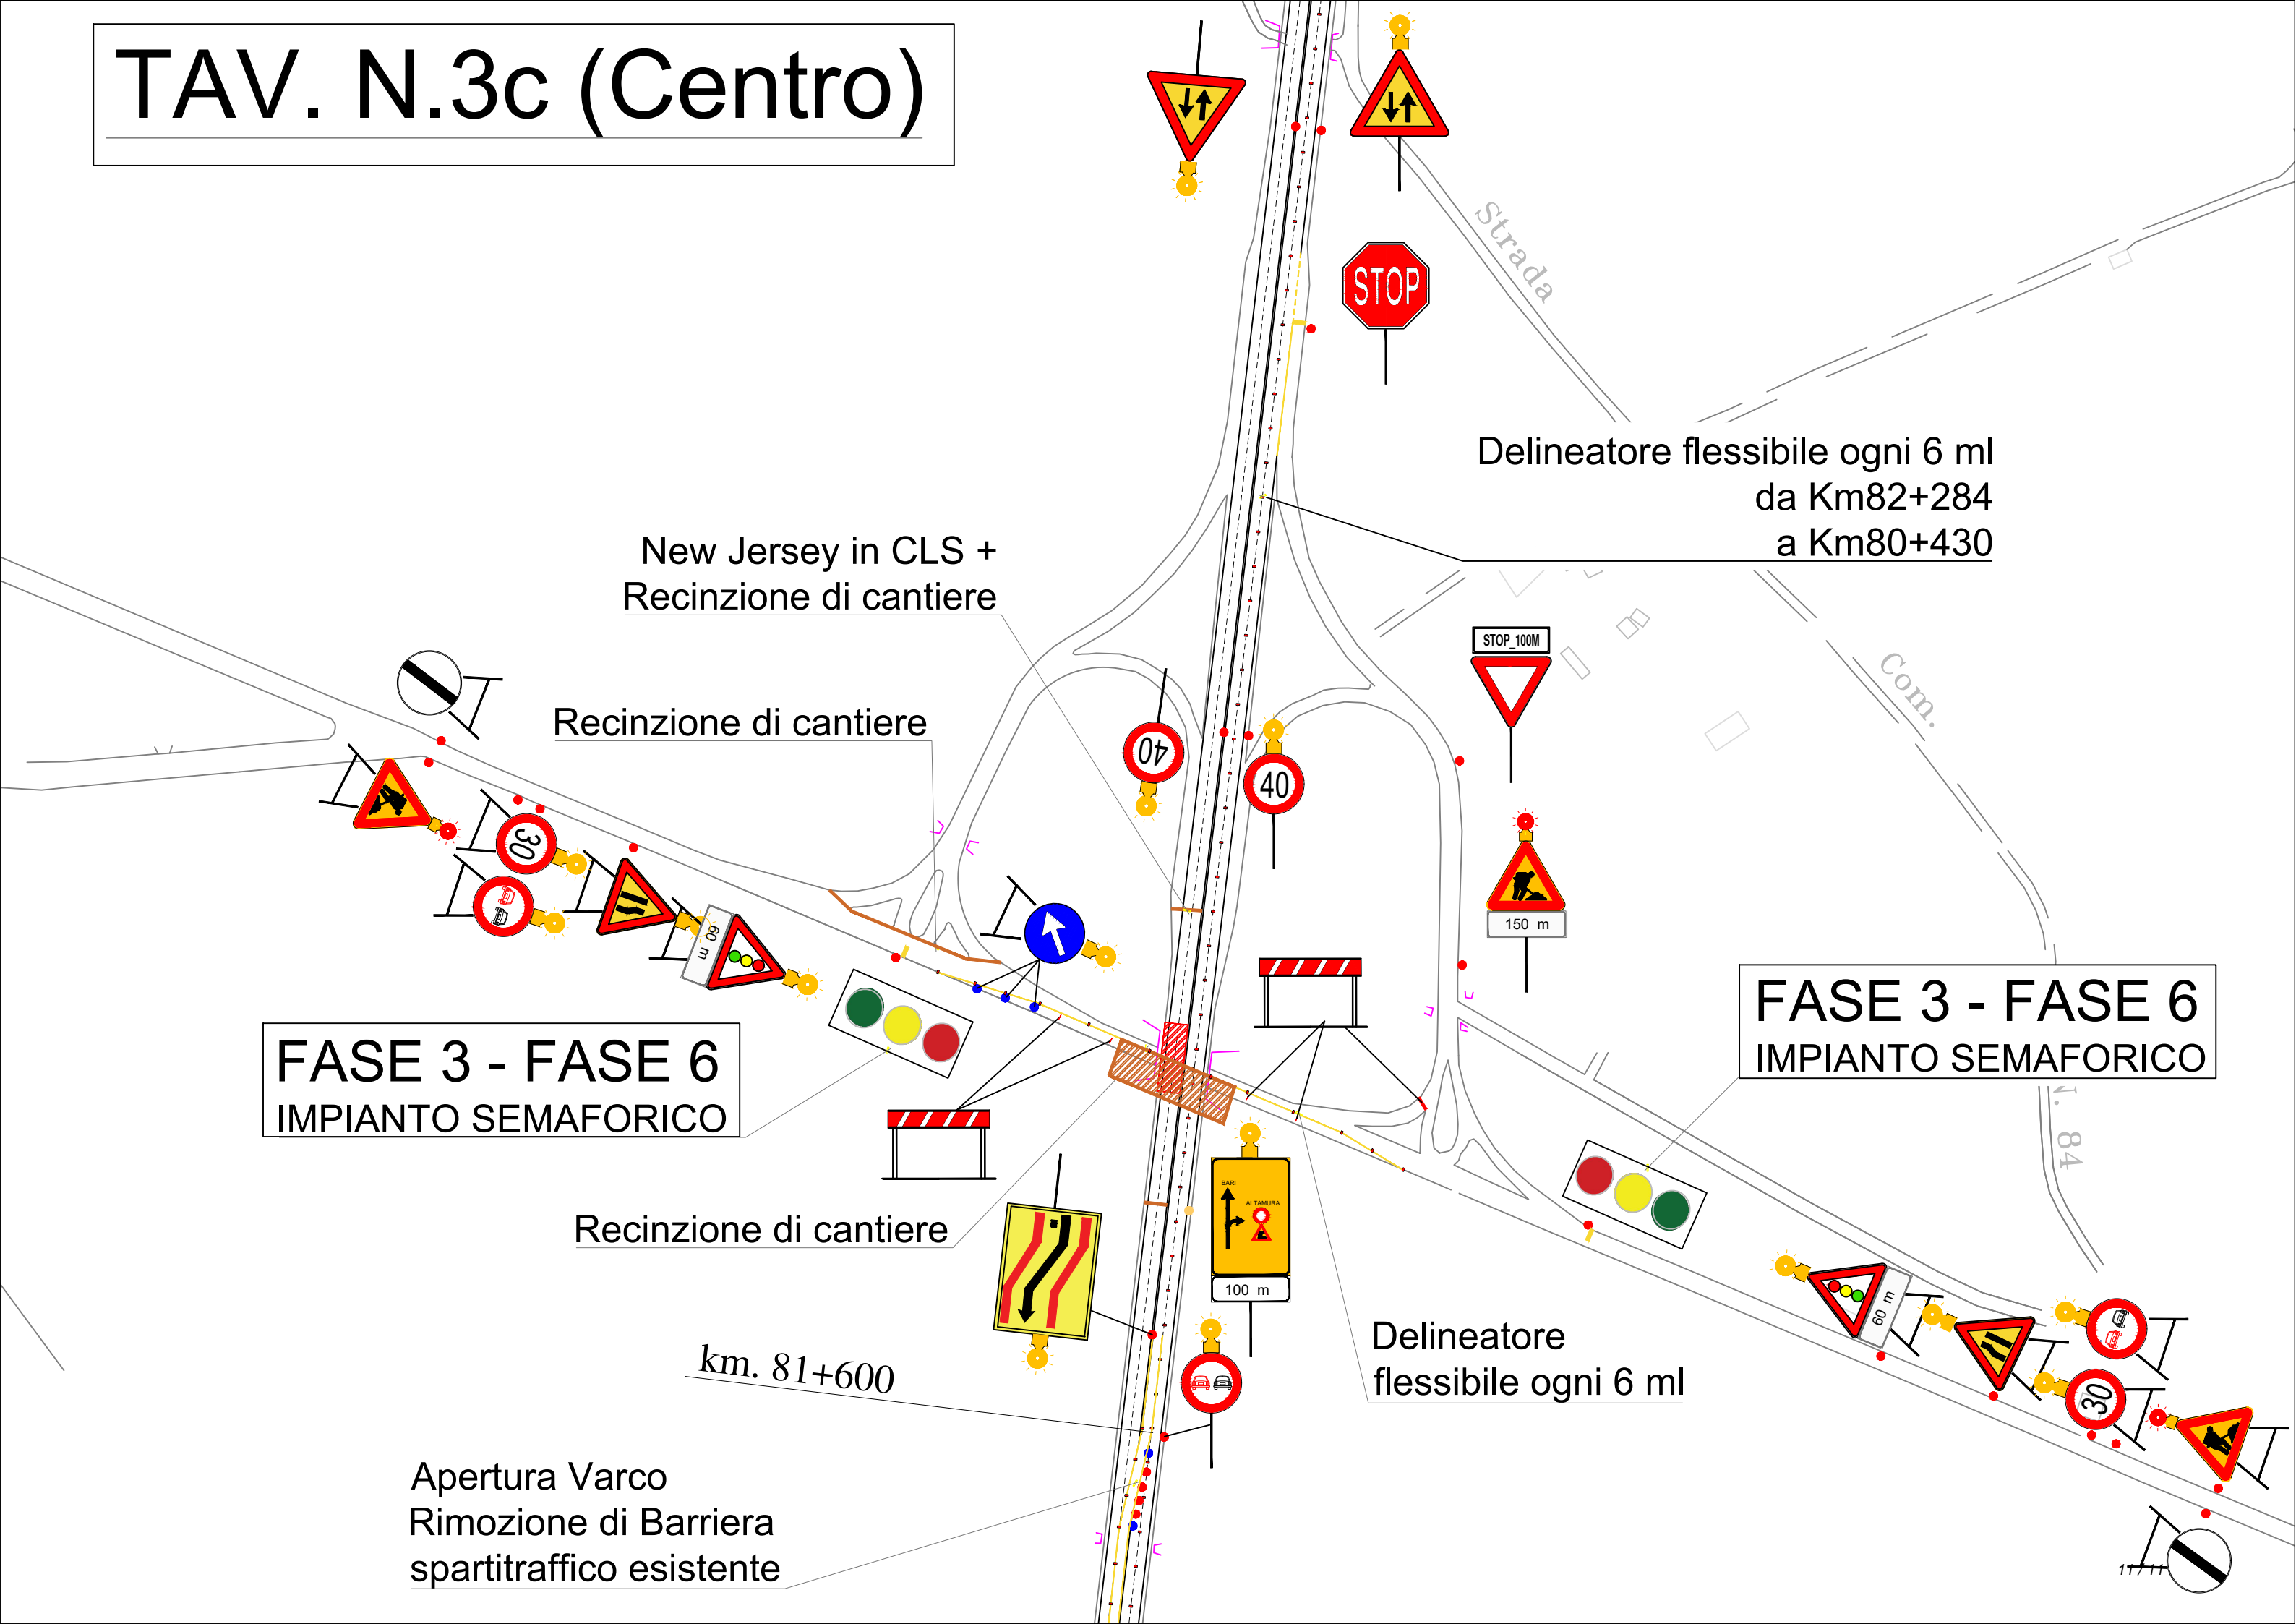 TAV. N.3c (Centro)
Strada
STOP
Delineatore flessibile ogni 6 ml
da Km82+284
a Km80+430
New Jersey in CLS +
Recinzione di cantiere
STOP_100M
Com.
Recinzione di cantiere
40
40
30
150 m
60 m
FASE 3 - FASE 6
IMPIANTO SEMAFORICO
FASE 3 - FASE 6
IMPIANTO SEMAFORICO
84
BARI
ALTAMURA
100 m
Recinzione di cantiere
60 m
30
Delineatore
flessibile ogni 6 ml
km. 81+600
Apertura Varco
Rimozione di Barriera
spartitraffico esistente